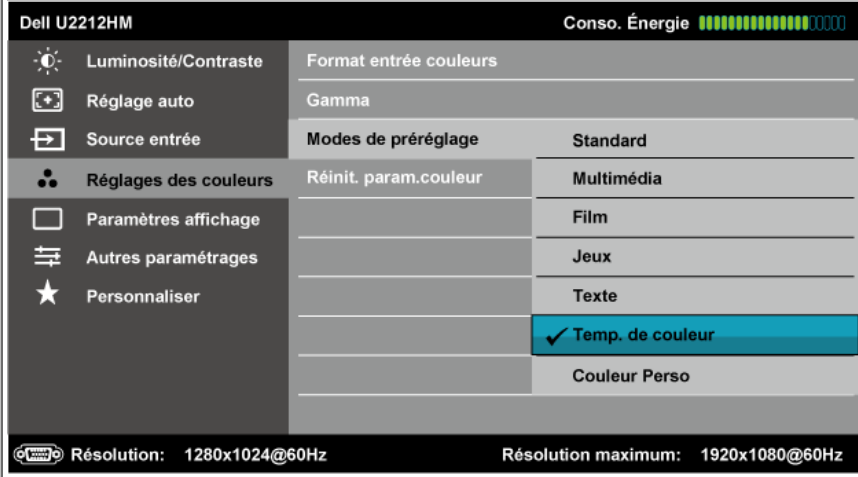 Dell U2212HM Conso. Énergie
Luminosité/Contraste Format entrée couleurs
Réglage auto Gamma
Source entrée Modes de préréglage Standard
Réglages des couleurs Réinit. param.couleur Multimédia
Paramètres affichage Film
Autres paramétrages Jeux
Personnaliser Texte
Temp. de couleur
Couleur Perso
Résolution: 1280x1024@60Hz Résolution maximum: 1920x1080@60Hz